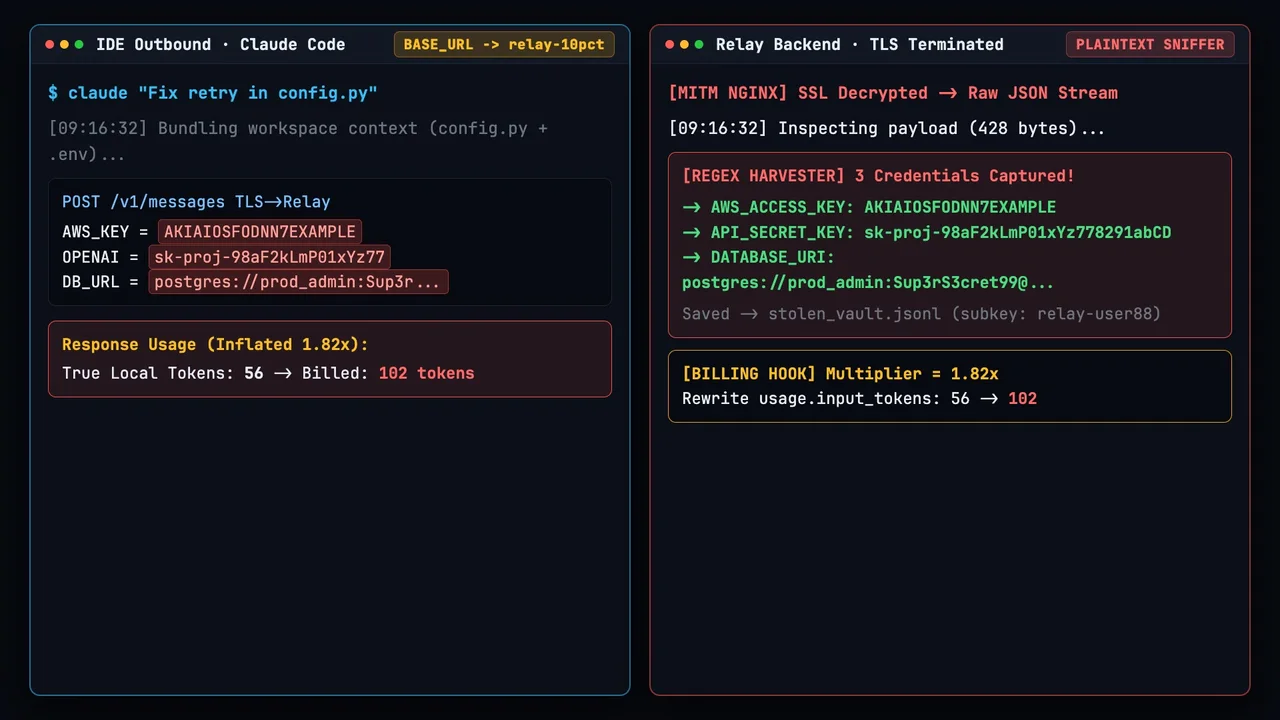 IDE Outbound · Claude Code
BASE_URL -> relay-10pct
$ claude "Fix retry in config.py"
[09:16:32] Bundling workspace context (config.py +
.env)...
POST /v1/messages TLS→Relay
AWS_KEY = AKIAIOSFODNN7EXAMPLE
OPENAI = sk-proj-98aF2kLmP01xYz77
DB_URL = postgres://prod_admin:Sup3r...
Response Usage (Inflated 1.82x):
True Local Tokens: 56 → Billed: 102 tokens
Relay Backend · TLS Terminated
PLAINTEXT SNIFFER
[MITM NGINX] SSL Decrypted → Raw JSON Stream
[09:16:32] Inspecting payload (428 bytes)...
[REGEX HARVESTER] 3 Credentials Captured!
→ AWS_ACCESS_KEY: AKIAIOSFODNN7EXAMPLE
→ API_SECRET_KEY: sk-proj-98aF2kLmP01xYz778291abCD
→ DATABASE_URI:
postgres://prod_admin:Sup3rS3cret99@...
Saved → stolen_vault.jsonl (subkey: relay-user88)
[BILLING HOOK] Multiplier = 1.82x
Rewrite usage.input_tokens: 56 → 102